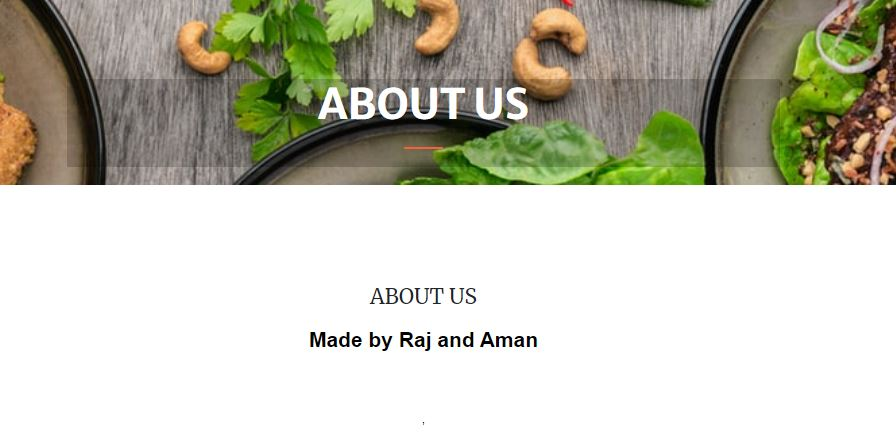 ABOUT US
ABOUT US
Made by Raj and Aman
,